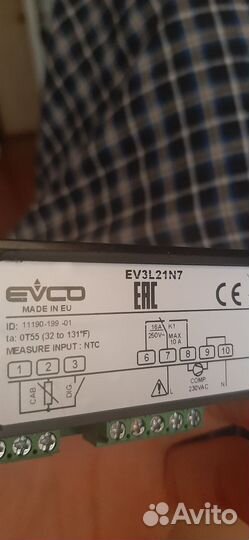 EV3L21N7
EVCO
MADE IN EU
EAC
CE
ID: 11190-199 -01
ta: 0T55 (32 to 131°F)
MEASURE INPUT: NTC
16A
250V~
K1
MAX
10 A
1 2 3
6 7 8 9 10
CAB
DIG
L
COMP
230VAC
N
Avito